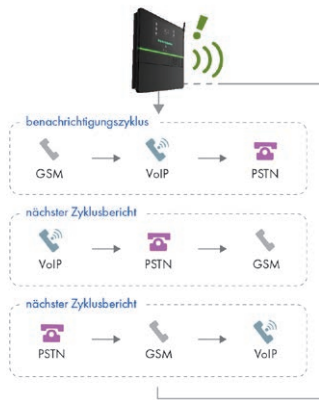 benachrichtigungszyklus
GSM VoIP PSTN
nächster Zyklusbericht
VoIP PSTN GSM
nächster Zyklusbericht
PSTN GSM VoIP